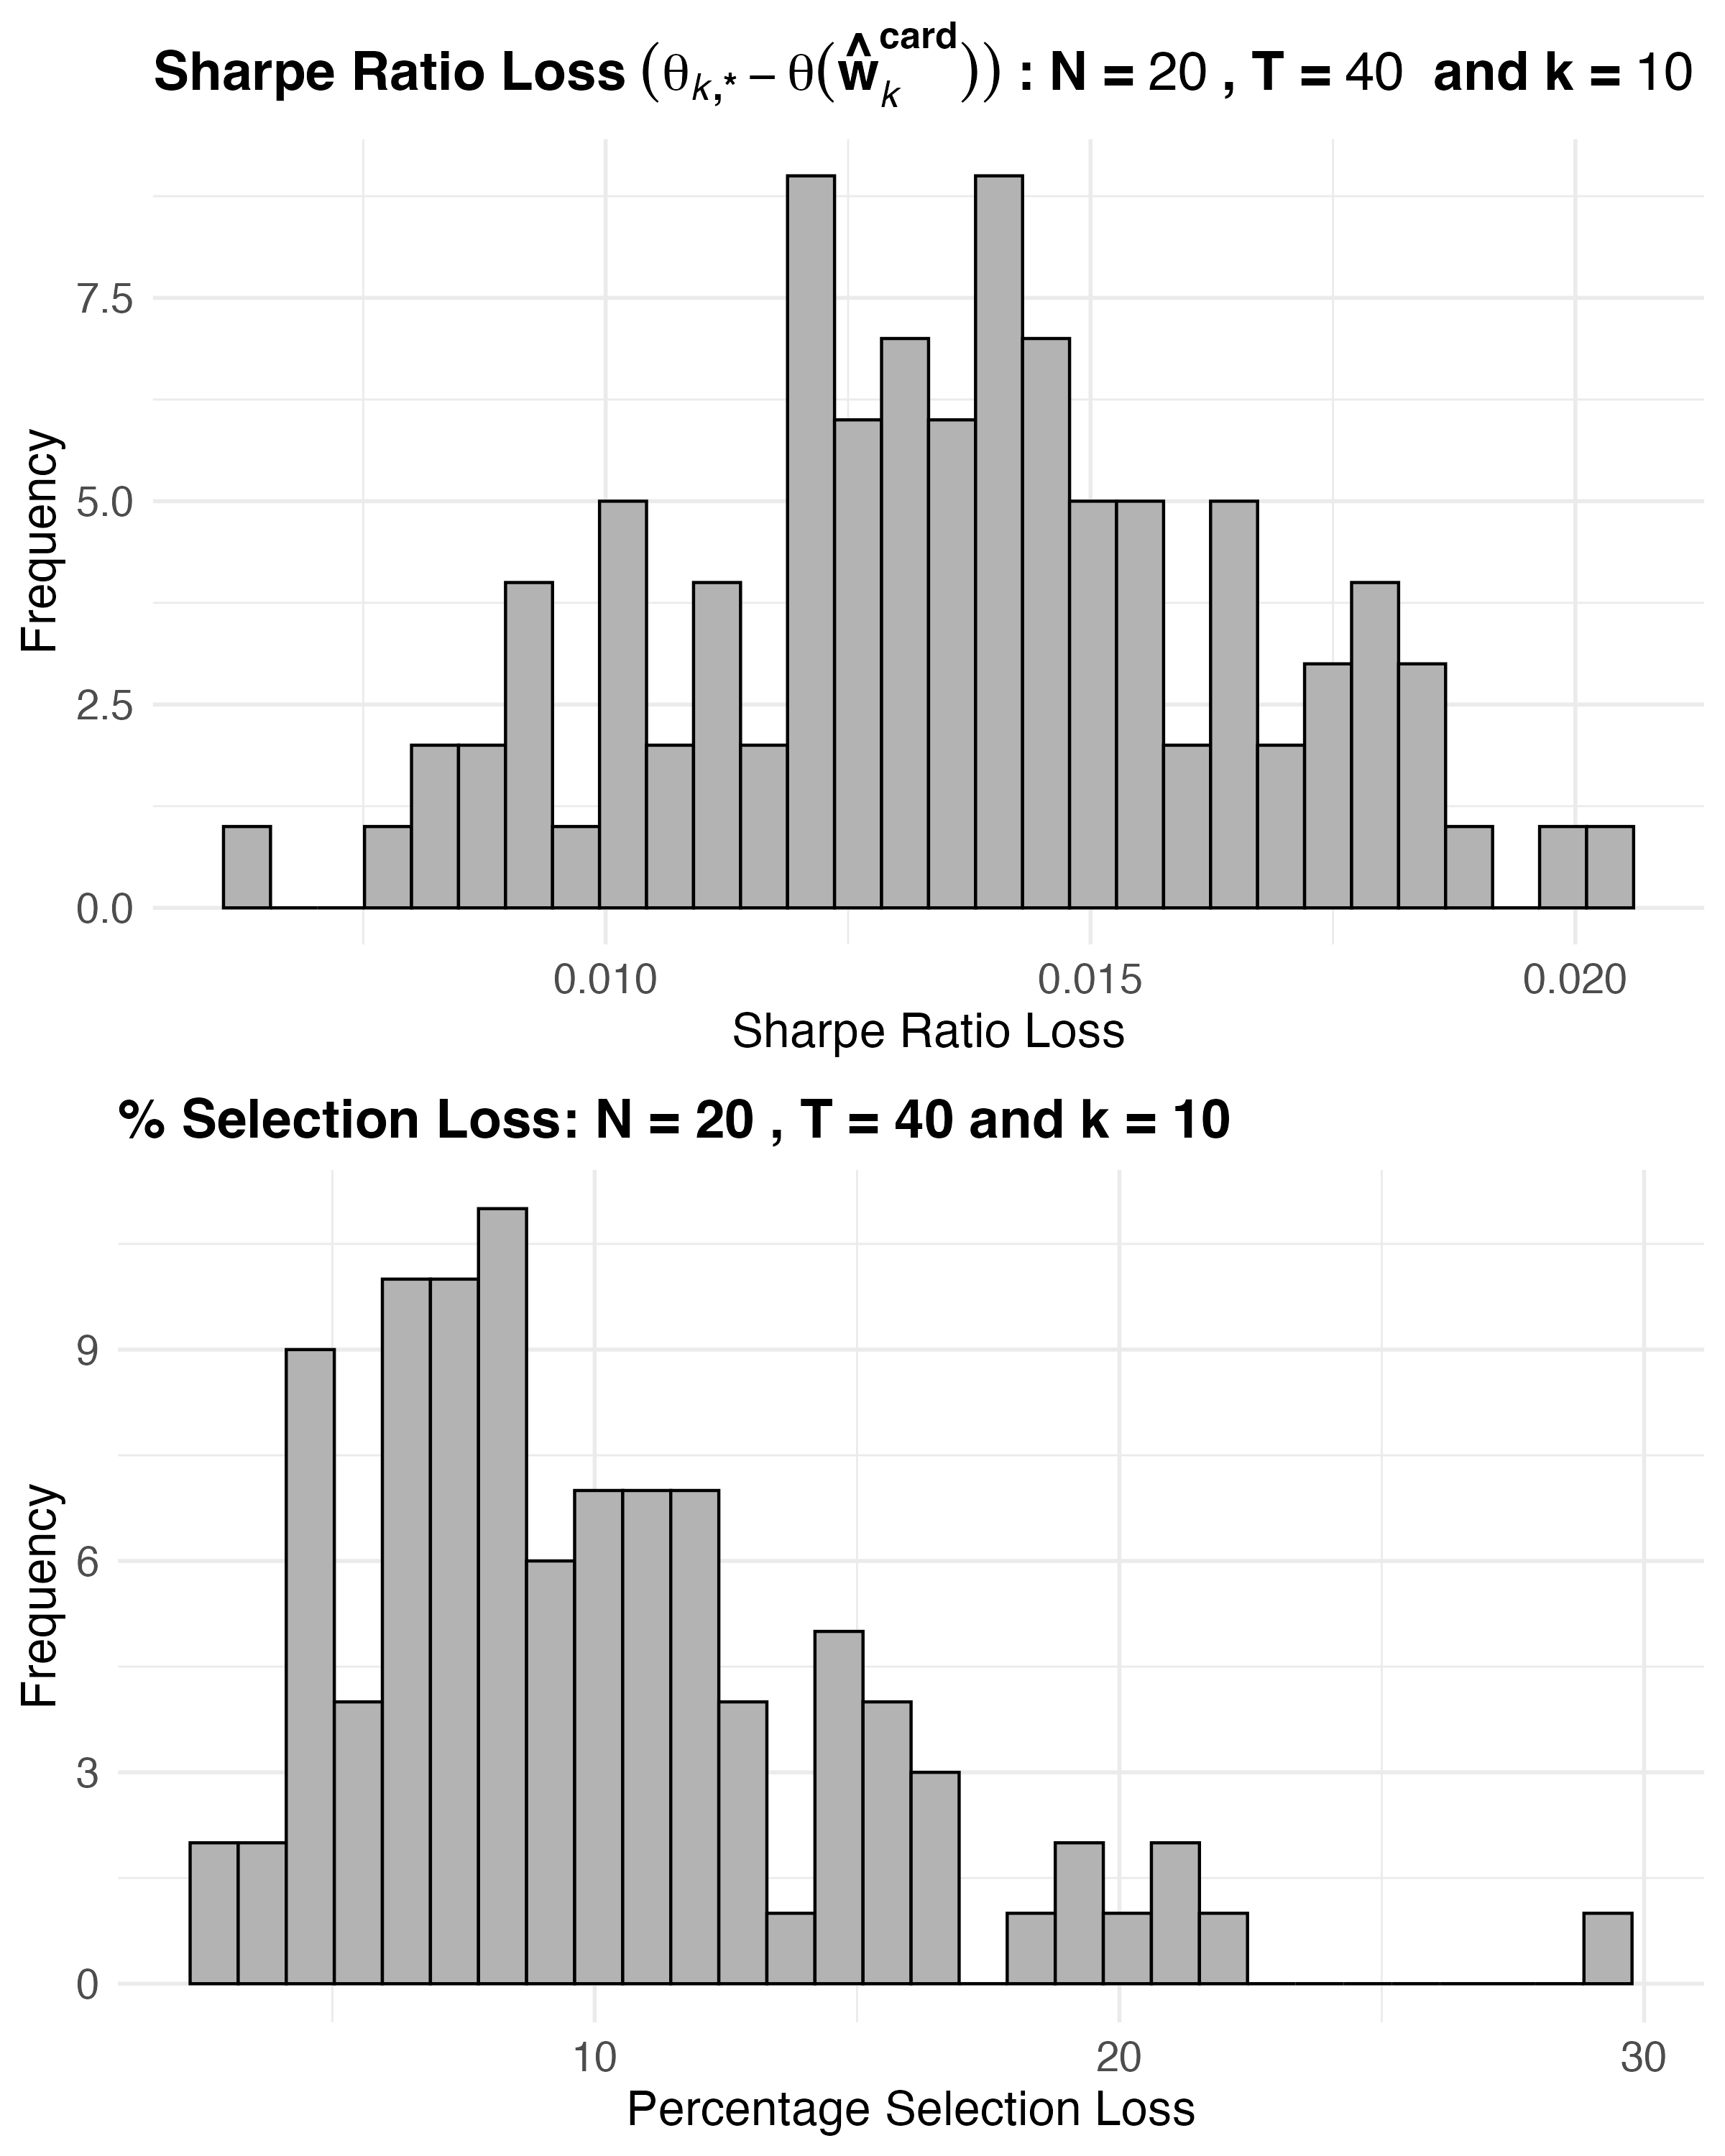 Sharpe Ratio Loss (θk,* − θ(ŵk^card)) : N = 20 , T = 40 and k = 10
Frequency
7.5
5.0
2.5
0.0
0.010 0.015 0.020
Sharpe Ratio Loss
% Selection Loss: N = 20 , T = 40 and k = 10
Frequency
9
6
3
0
10 20 30
Percentage Selection Loss